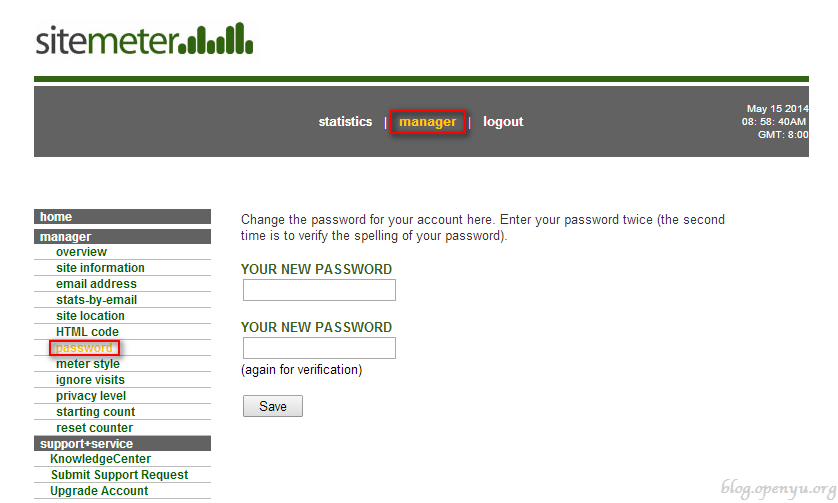 sitemeter
statistics | manager | logout
May 15 2014
08: 58: 40AM
GMT: 8:00
home
manager
overview
site information
email address
stats-by-email
site location
HTML code
password
meter style
ignore visits
privacy level
starting count
reset counter
support+service
KnowledgeCenter
Submit Support Request
Upgrade Account
Change the password for your account here. Enter your password twice (the second
time is to verify the spelling of your password).
YOUR NEW PASSWORD
YOUR NEW PASSWORD
(again for verification)
Save
blog.openyu.org